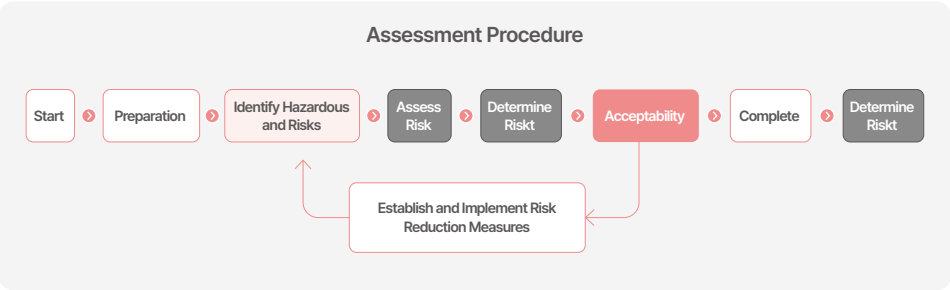 Assessment Procedure
Start
Preparation
Identify Hazardous
and Risks
Assess
Risk
Determine
Riskt
Acceptability
Complete
Determine
Riskt
Establish and Implement Risk
Reduction Measures